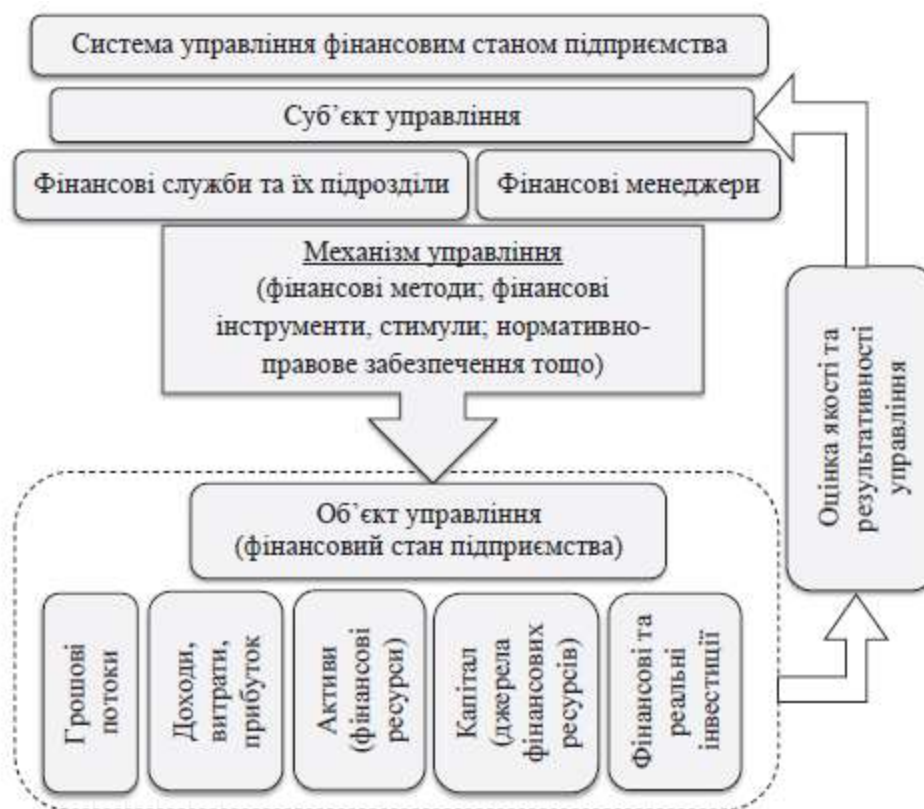 Система управління фінансовим станом підприємства
Суб’єкт управління
Фінансові служби та їх підрозділи
Фінансові менеджери
Механізм управління
(фінансові методи; фінансові
інструменти, стимули; нормативно-
правове забезпечення тощо)
Об’єкт управління
(фінансовий стан підприємства)
Грошові
потоки
Доходи,
витрати,
прибуток
Активи
(фінансові
ресурси)
Капітал
(джерела
фінансових
ресурсів)
Фінансові та
реальні
інвестиції
Оцінка якості та
результативності
управління